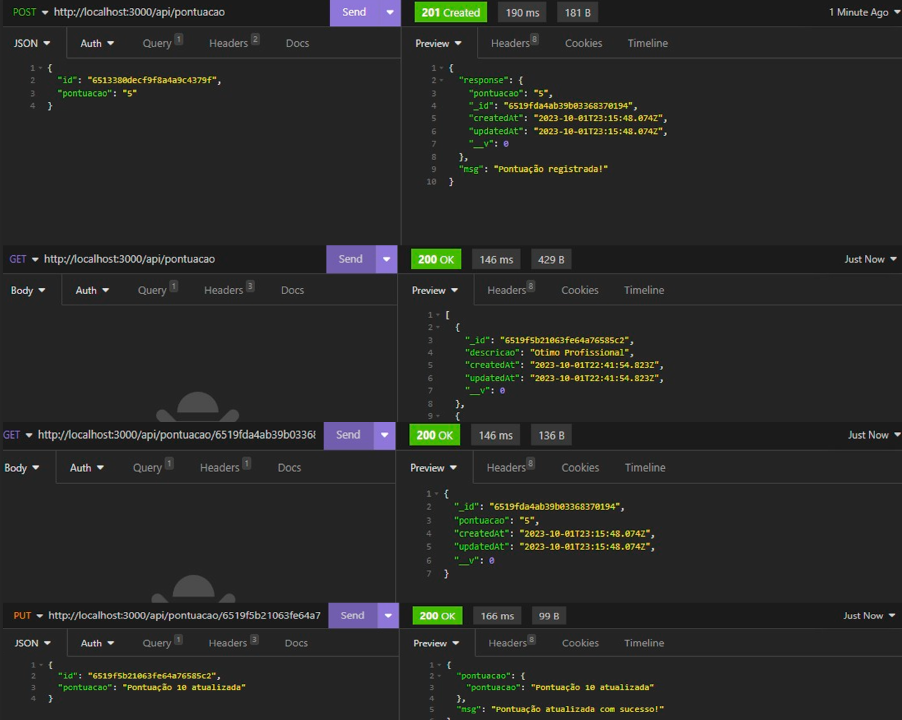 POST http://localhost:3000/api/pontuacao Send 201 Created 190 ms 181 B 1 Minute Ago
JSON Auth Query 1 Headers 2 Docs Preview Headers 8 Cookies Timeline
1 {
2 "id": "6513380decf9f8a4a9c4379f",
3 "pontuacao": "5"
4 }
1 {
2 "response": {
3 "pontuacao": "5",
4 "_id": "6519fda4ab39b03368370194",
5 "createdAt": "2023-10-01T23:15:48.074Z",
6 "updatedAt": "2023-10-01T23:15:48.074Z",
7 "__v": 0
8 },
9 "msg": "Pontuação registrada!"
10 }
GET http://localhost:3000/api/pontuacao Send 200 OK 146 ms 429 B Just Now
Body Auth Query 1 Headers 3 Docs Preview Headers 8 Cookies Timeline
1 [
2 {
3 "_id": "6519f5b21063fe64a76585c2",
4 "descricao": "Otimo Profissional",
5 "createdAt": "2023-10-01T22:41:54.823Z",
6 "updatedAt": "2023-10-01T22:41:54.823Z",
7 "__v": 0
8 },
9 {
GET http://localhost:3000/api/pontuacao/6519fda4ab39b0336 Send 200 OK 146 ms 136 B Just Now
Body Auth Query 1 Headers 1 Docs Preview Headers 8 Cookies Timeline
1 {
2 "_id": "6519fda4ab39b03368370194",
3 "pontuacao": "5",
4 "createdAt": "2023-10-01T23:15:48.074Z",
5 "updatedAt": "2023-10-01T23:15:48.074Z",
6 "__v": 0
7 }
PUT http://localhost:3000/api/pontuacao/6519f5b21063fe64a7 Send 200 OK 166 ms 99 B Just Now
JSON Auth Query 1 Headers 3 Docs Preview Headers 8 Cookies Timeline
1 {
2 "id": "6519f5b21063fe64a76585c2",
3 "pontuacao": "Pontuação 10 atualizada"
4 }
1 {
2 "pontuacao": {
3 "pontuacao": "Pontuação 10 atualizada"
4 },
5 "msg": "Pontuação atualizada com sucesso!"